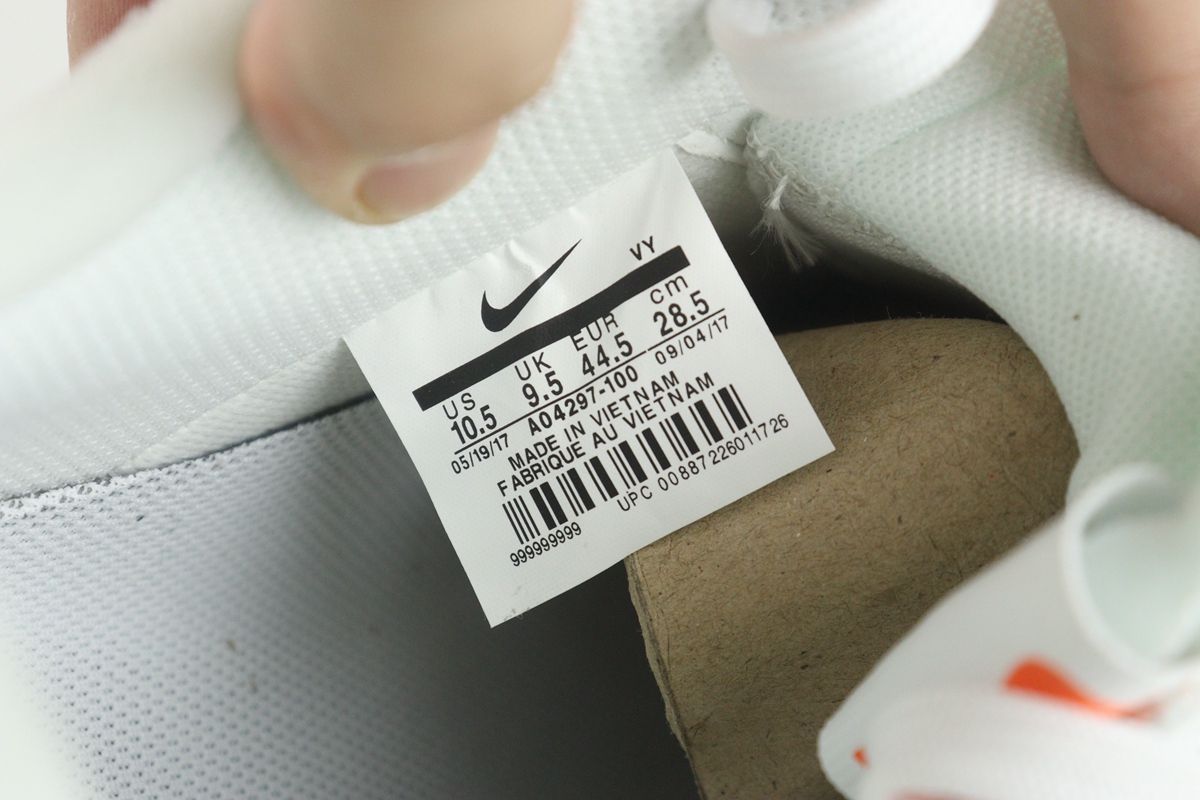 VY
US UK EUR cm
10.5 9.5 44.5 28.5
05/19/17 AO4297-100 09/04/17
MADE IN VIETNAM
FABRIQUE AU VIETNAM
999999999 UPC 00887226011726